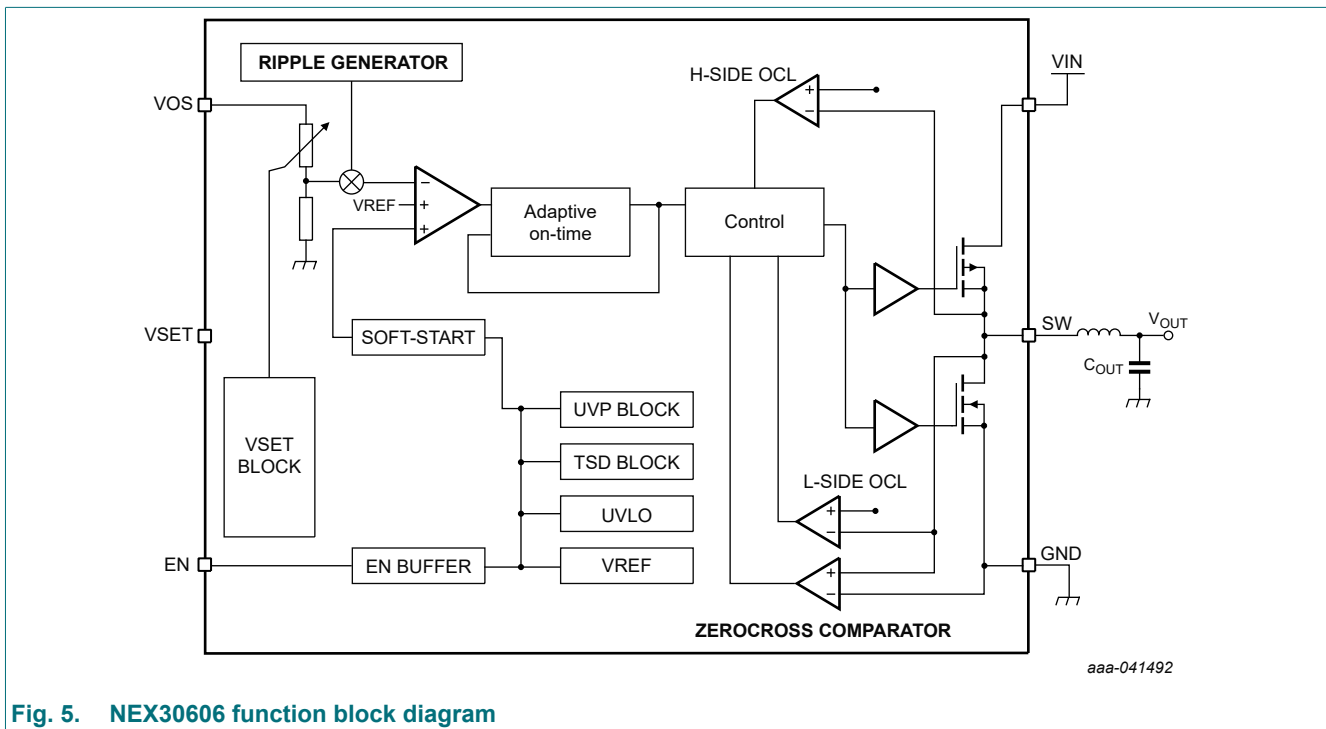 RIPPLE GENERATOR
H-SIDE OCL
VIN
VOS
+
−
−
VREF
+
+
Adaptive
on-time
Control
VSET
SOFT-START
SW
VOUT
COUT
VSET
BLOCK
UVP BLOCK
TSD BLOCK
L-SIDE OCL
+
−
UVLO
EN
EN BUFFER
VREF
+
−
GND
ZEROCROSS COMPARATOR
aaa-041492
Fig. 5. NEX30606 function block diagram